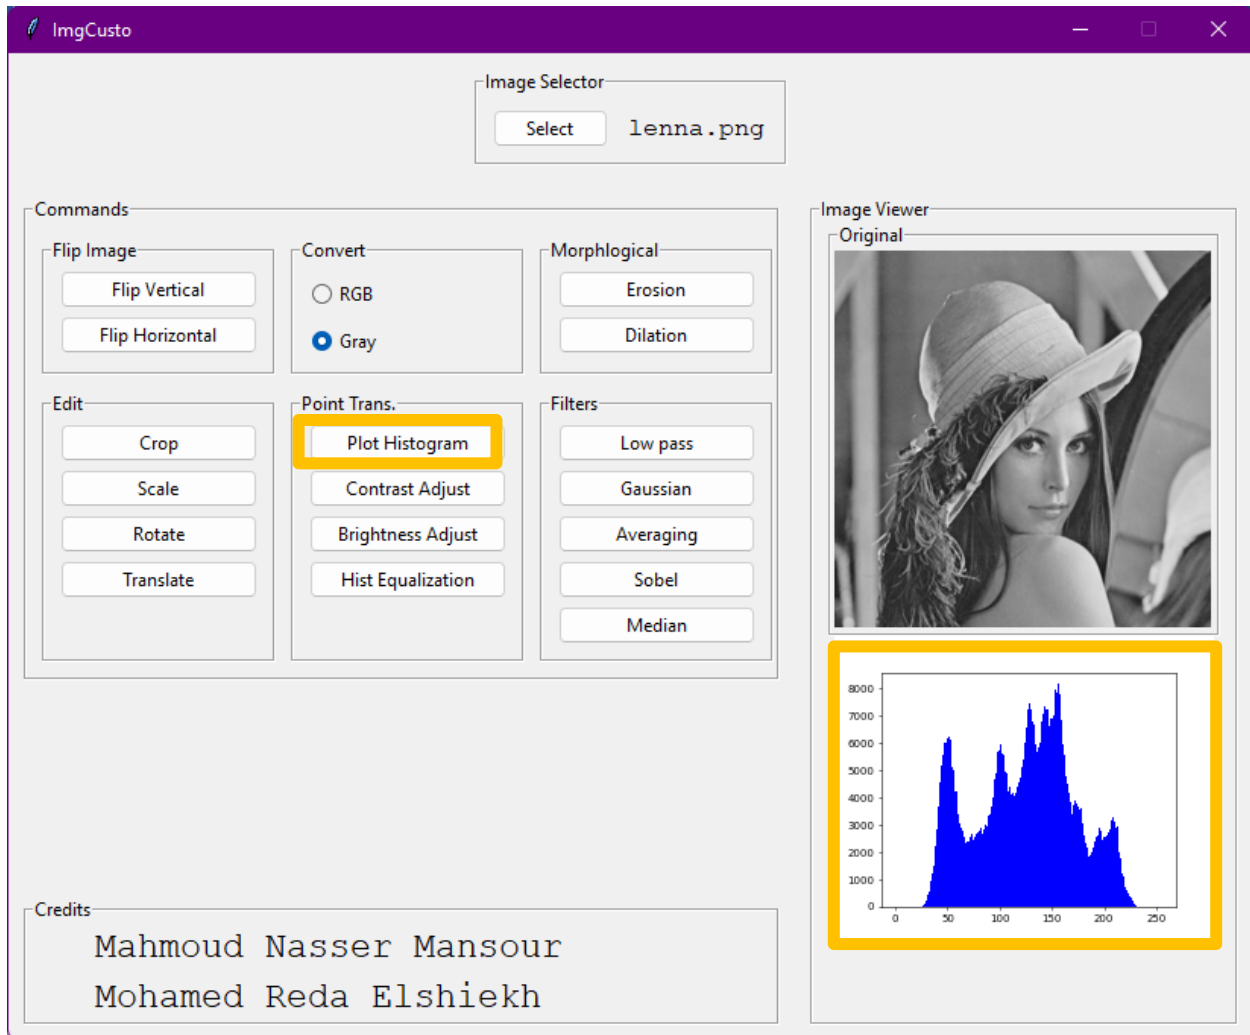 ImgCusto
Image Selector
Select lenna.png
Commands
Flip Image
Flip Vertical
Flip Horizontal
Convert
RGB
Gray
Morphlogical
Erosion
Dilation
Edit
Crop
Scale
Rotate
Translate
Point Trans.
Plot Histogram
Contrast Adjust
Brightness Adjust
Hist Equalization
Filters
Low pass
Gaussian
Averaging
Sobel
Median
Image Viewer
Original
8000
7000
6000
5000
4000
3000
2000
1000
0
0 50 100 150 200 250
Credits
Mahmoud Nasser Mansour
Mohamed Reda Elshiekh